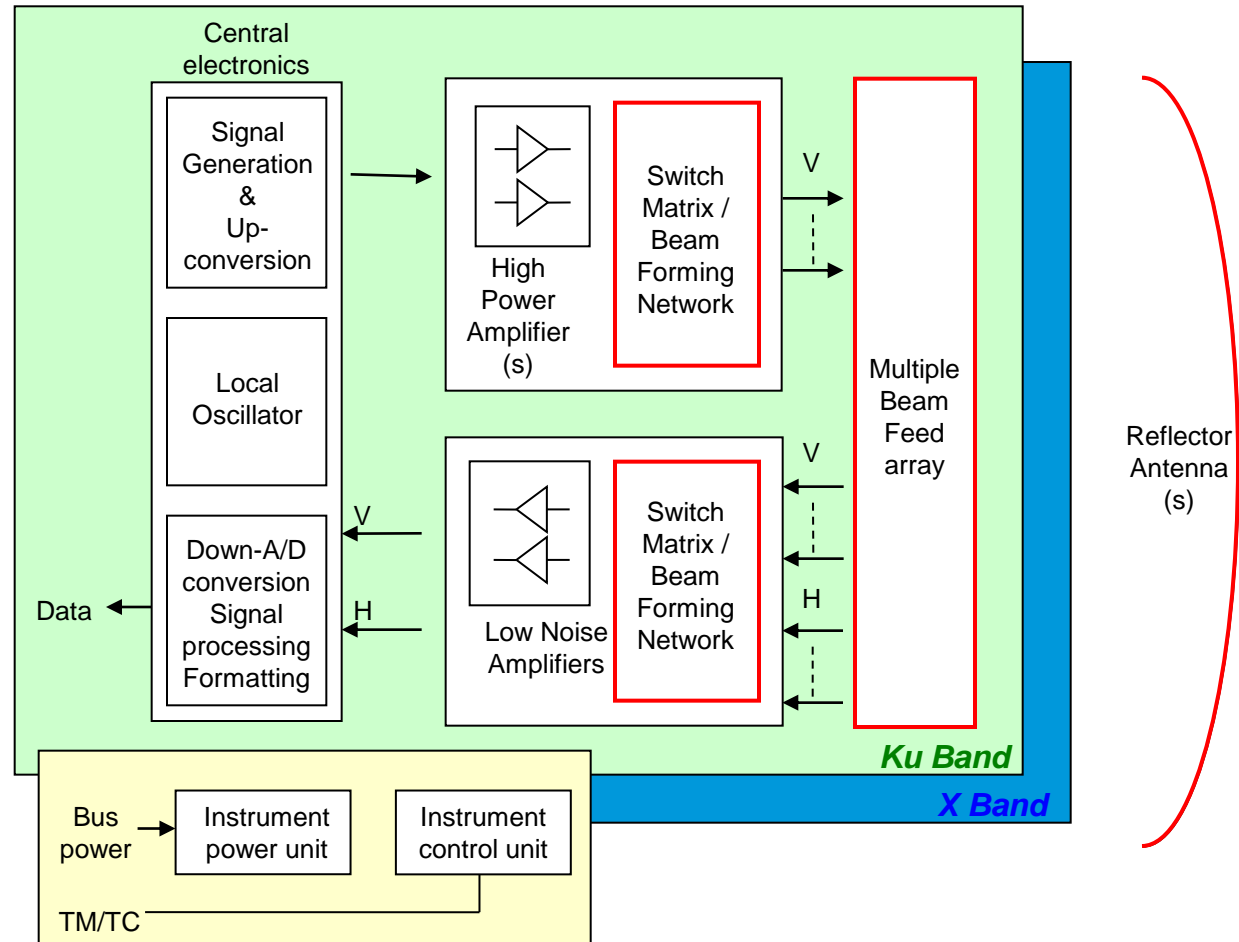 Central
electronics
Signal
Generation
&
Up-
conversion
Local
Oscillator
Down-A/D
conversion
Signal
processing
Formatting
Data
High
Power
Amplifier
(s)
Switch
Matrix /
Beam
Forming
Network
V
V
H
Low Noise
Amplifiers
Switch
Matrix /
Beam
Forming
Network
V
H
Multiple
Beam
Feed
array
Reflector
Antenna
(s)
Ku Band
X Band
Bus
power
Instrument
power unit
Instrument
control unit
TM/TC